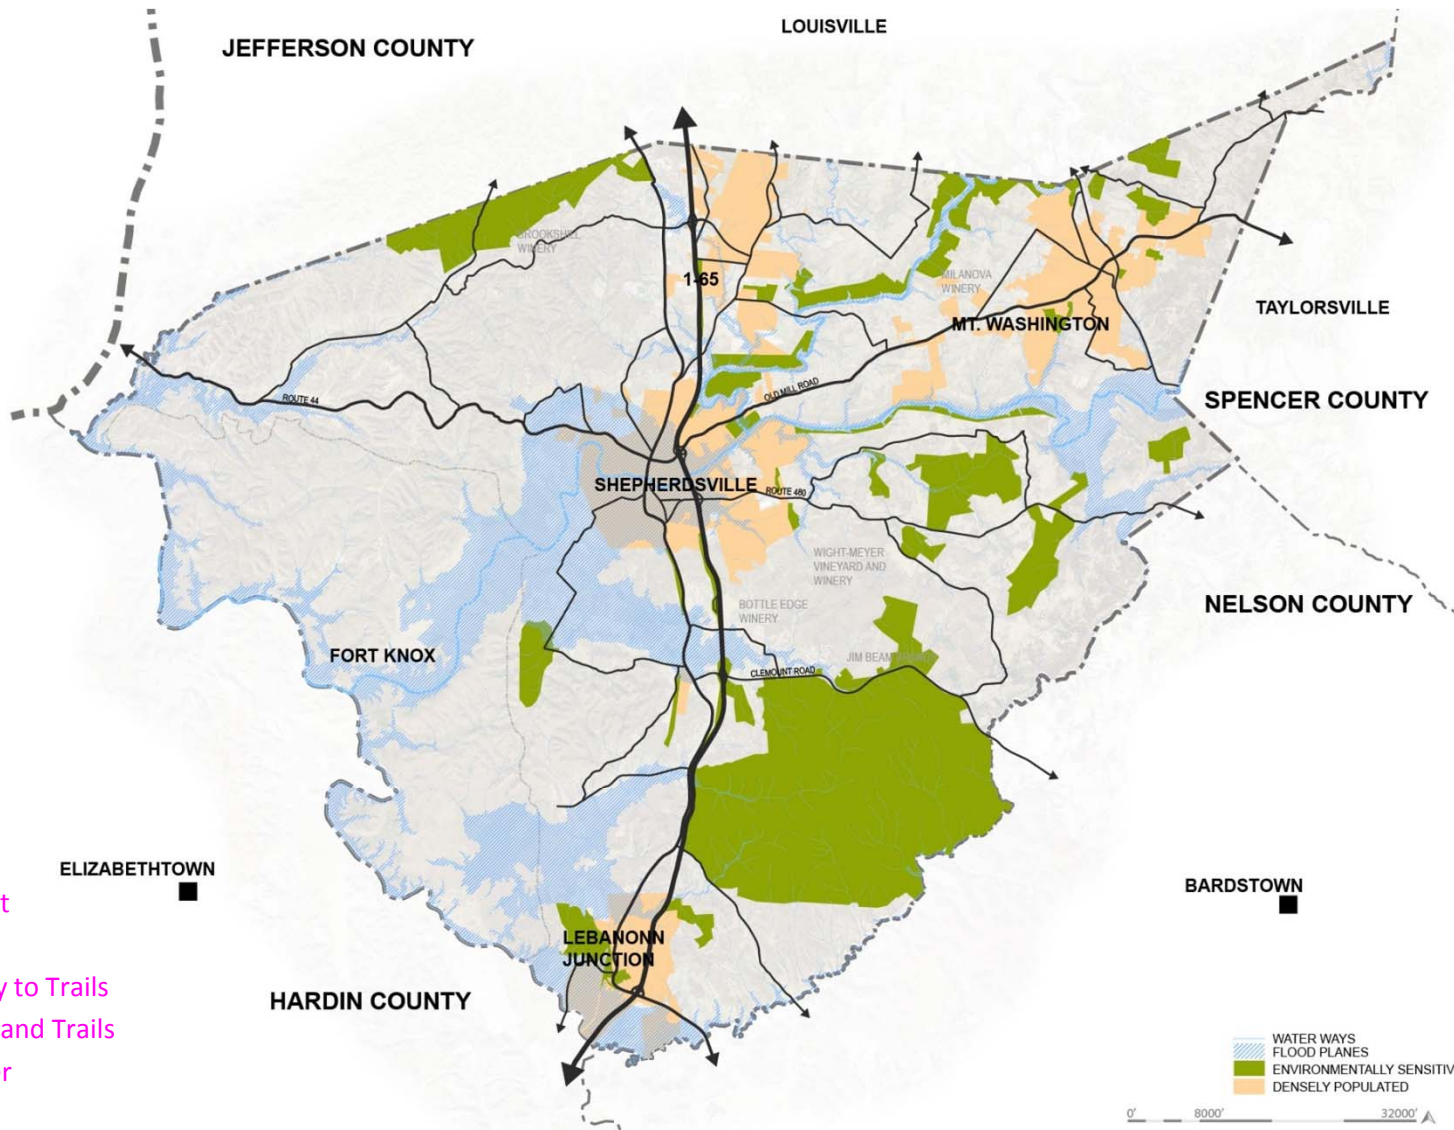 LOUISVILLE
JEFFERSON COUNTY
BROOKSHILL
WINERY
1-65
MILANOVA
WINERY
MT. WASHINGTON
TAYLORSVILLE
ROUTE 44
OLD MILL ROAD
SPENCER COUNTY
SHEPHERDSVILLE
ROUTE 480
WIGHT-MEYER
VINEYARD AND
WINERY
BOTTLE EDGE
WINERY
NELSON COUNTY
FORT KNOX
JIM BEAM
CLEMOUNT ROAD
ELIZABETHTOWN
BARDSTOWN
t
LEBANONN
JUNCTION
y to Trails
HARDIN COUNTY
and Trails
r
WATER WAYS
FLOOD PLANES
ENVIRONMENTALLY SENSITIV
DENSELY POPULATED
0' 8000' 32000'